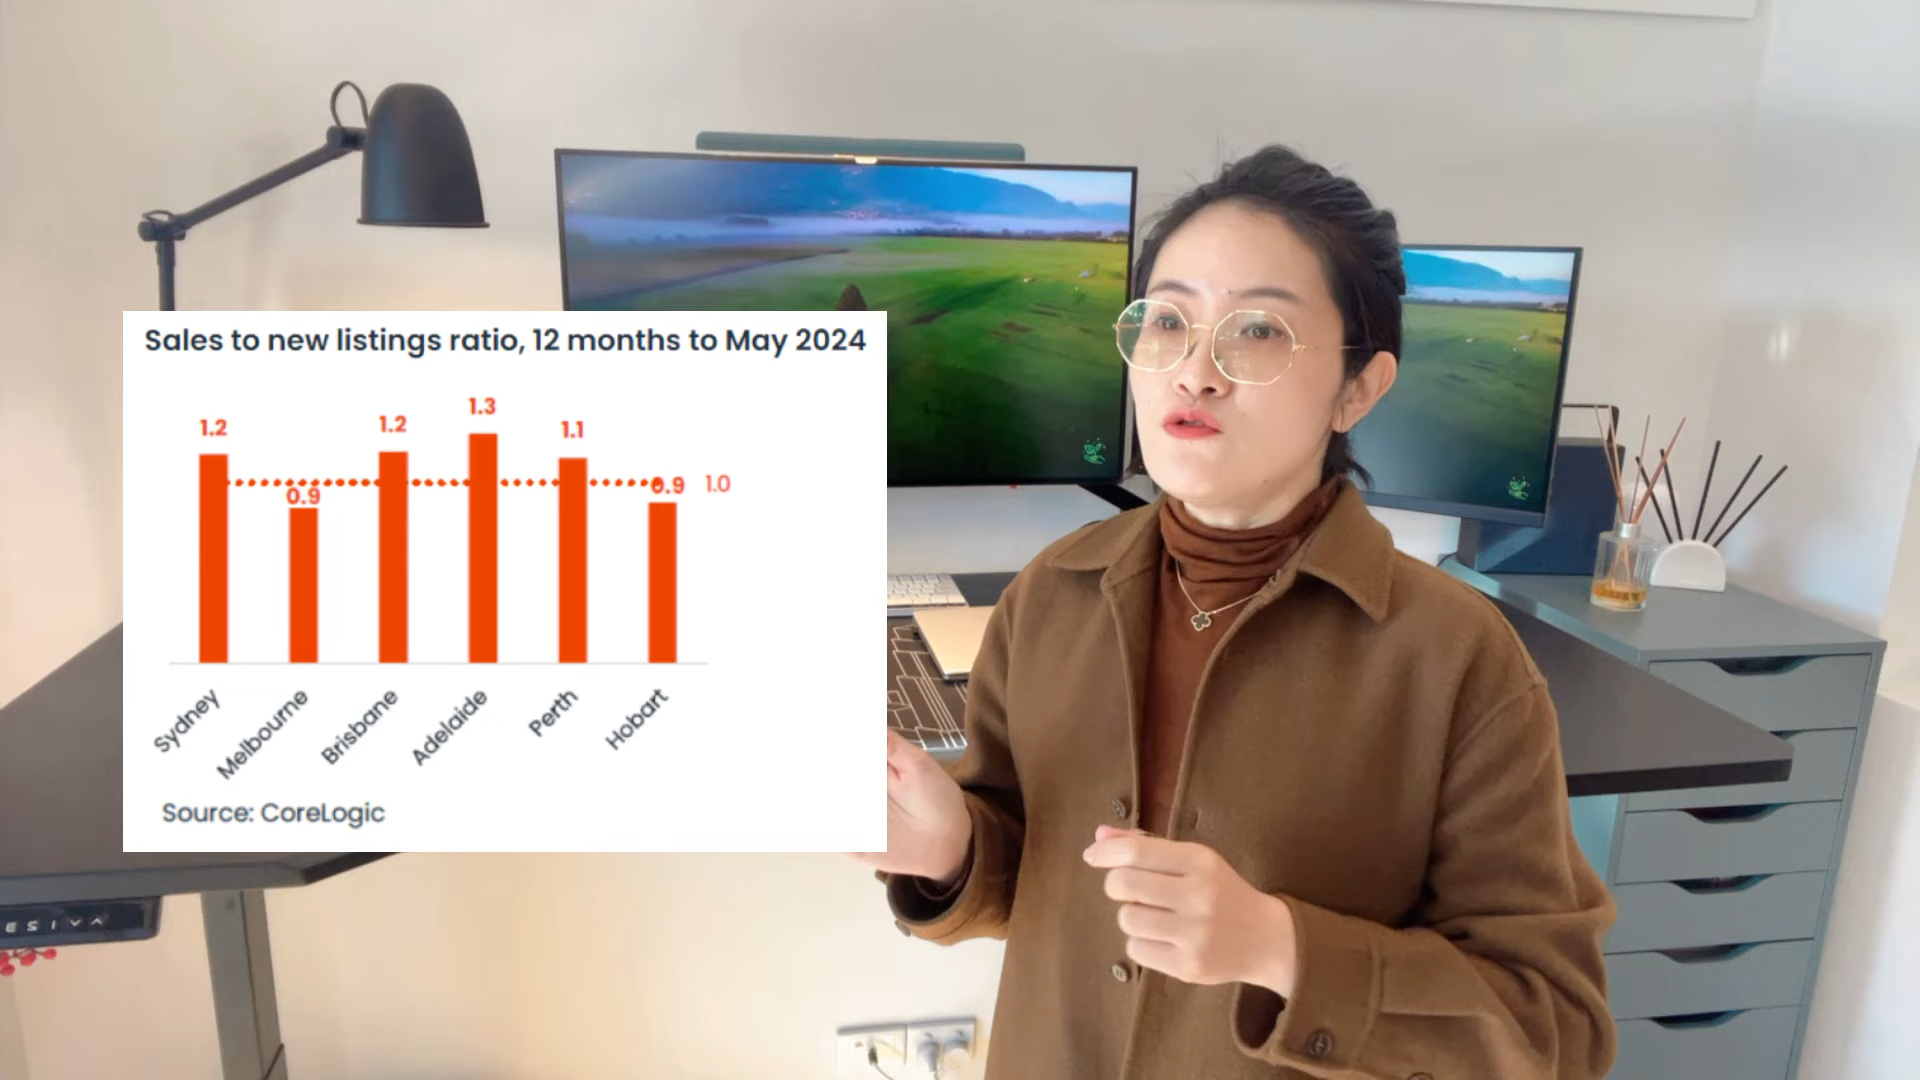 Sales to new listings ratio, 12 months to May 2024
1.2
0.9
1.2
1.3
1.1
0.9
1.0
Sydney
Melbourne
Brisbane
Adelaide
Perth
Hobart
Source: CoreLogic